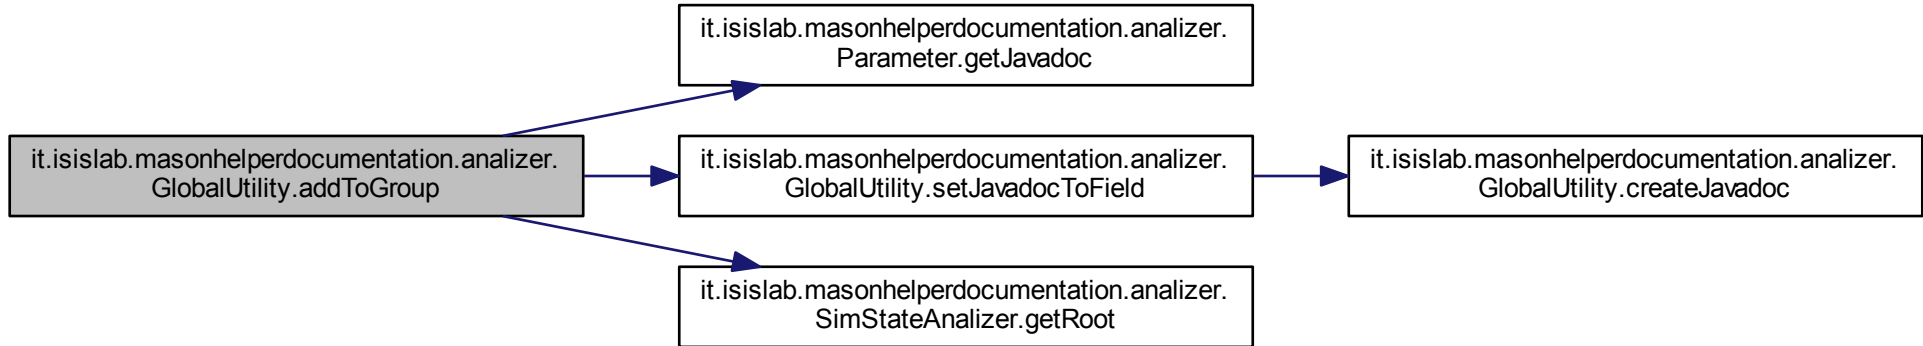 it.isislab.masonhelperdocumentation.analizer.
GlobalUtility.addToGroup
it.isislab.masonhelperdocumentation.analizer.
Parameter.getJavadoc
it.isislab.masonhelperdocumentation.analizer.
GlobalUtility.setJavadocToField
it.isislab.masonhelperdocumentation.analizer.
GlobalUtility.createJavadoc
it.isislab.masonhelperdocumentation.analizer.
SimStateAnalizer.getRoot